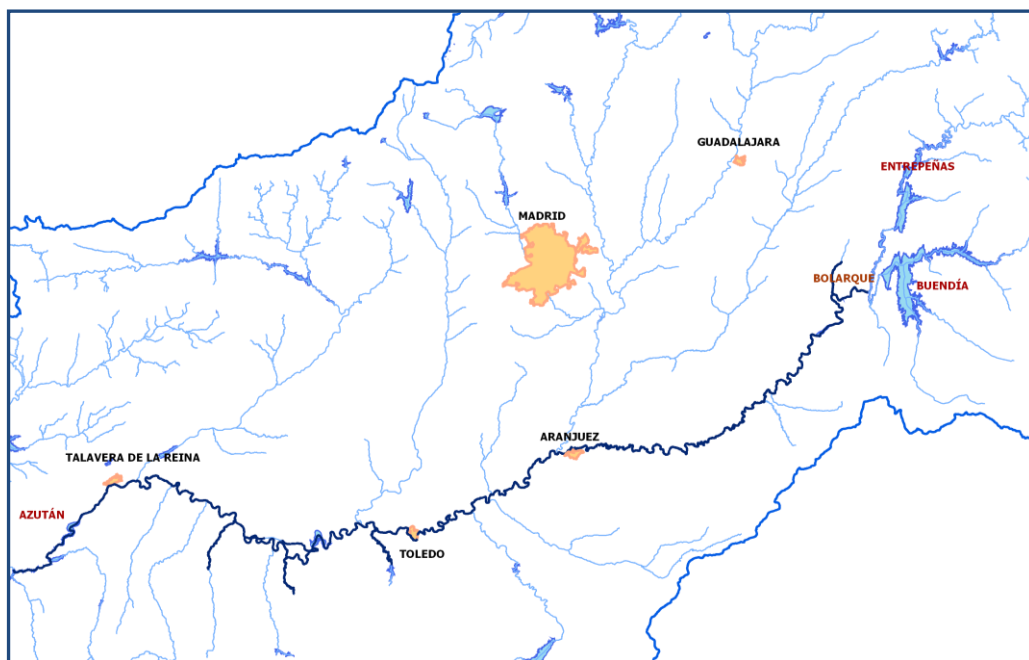 GUADALAJARA
ENTREPEÑAS
MADRID
BOLARQUE
BUENDÍA
ARANJUEZ
TALAVERA DE LA REINA
AZUTÁN
TOLEDO